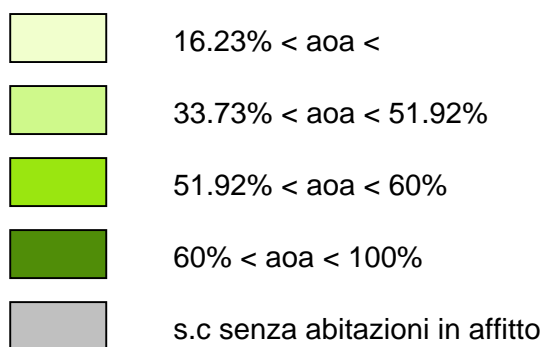 16.23% < aoa <
33.73% < aoa < 51.92%
51.92% < aoa < 60%
60% < aoa < 100%
s.c senza abitazioni in affitto